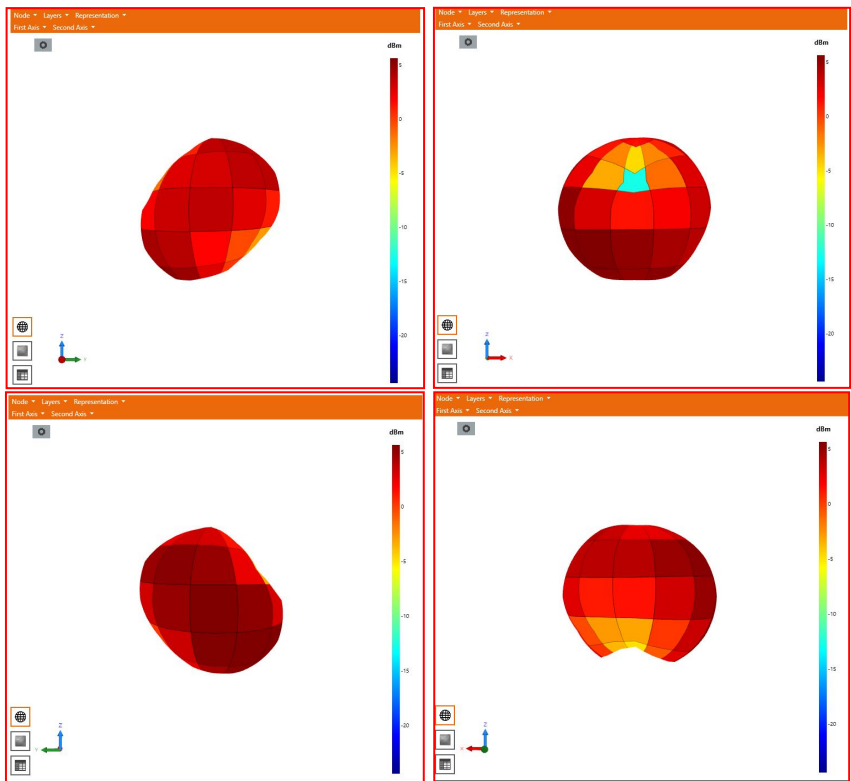 Node Layers Representation
First Axis Second Axis
dBm
5
0
-5
-10
-15
-20
Z
Y
Node Layers Representation
First Axis Second Axis
dBm
5
0
-5
-10
-15
-20
Z
X
Node Layers Representation
First Axis Second Axis
dBm
5
0
-5
-10
-15
-20
Z
Y
Node Layers Representation
First Axis Second Axis
dBm
5
0
-5
-10
-15
-20
Z
X